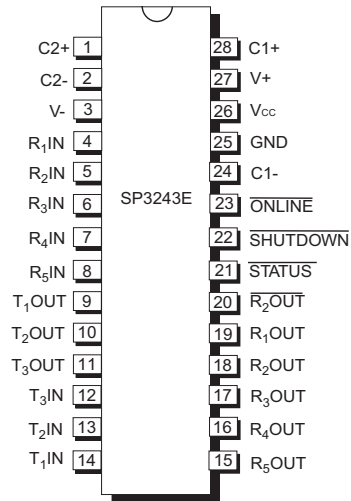 C2+ 1 28 C1+
C2- 2 27 V+
V- 3 26 Vcc
R1IN 4 25 GND
R2IN 5 24 C1-
R3IN 6 SP3243E 23 ONLINE
R4IN 7 22 SHUTDOWN
R5IN 8 21 STATUS
T1OUT 9 20 R2OUT
T2OUT 10 19 R1OUT
T3OUT 11 18 R2OUT
T3IN 12 17 R3OUT
T2IN 13 16 R4OUT
T1IN 14 15 R5OUT